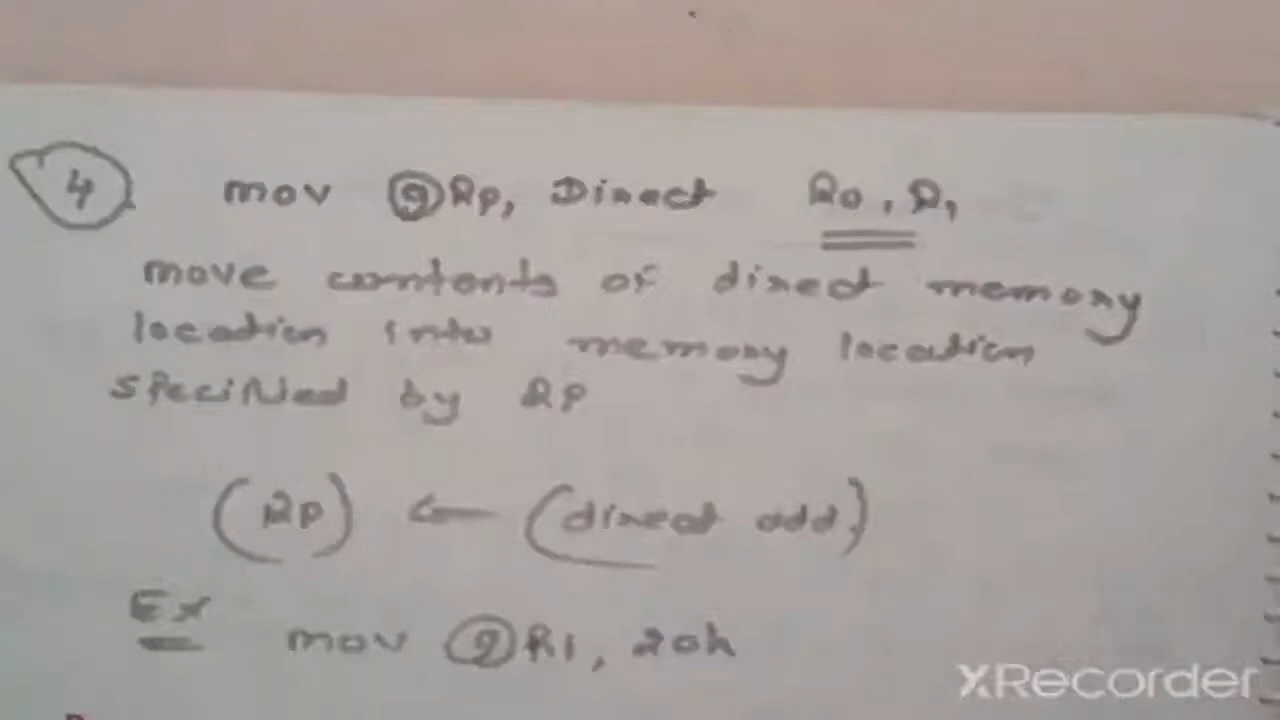 4 mov @Rp, Direct R0, R1
move contents of direct memory
location into memory location
specified by Rp
(Rp) ← (direct add.)
Ex
mov @R1, 20h
XRecorder